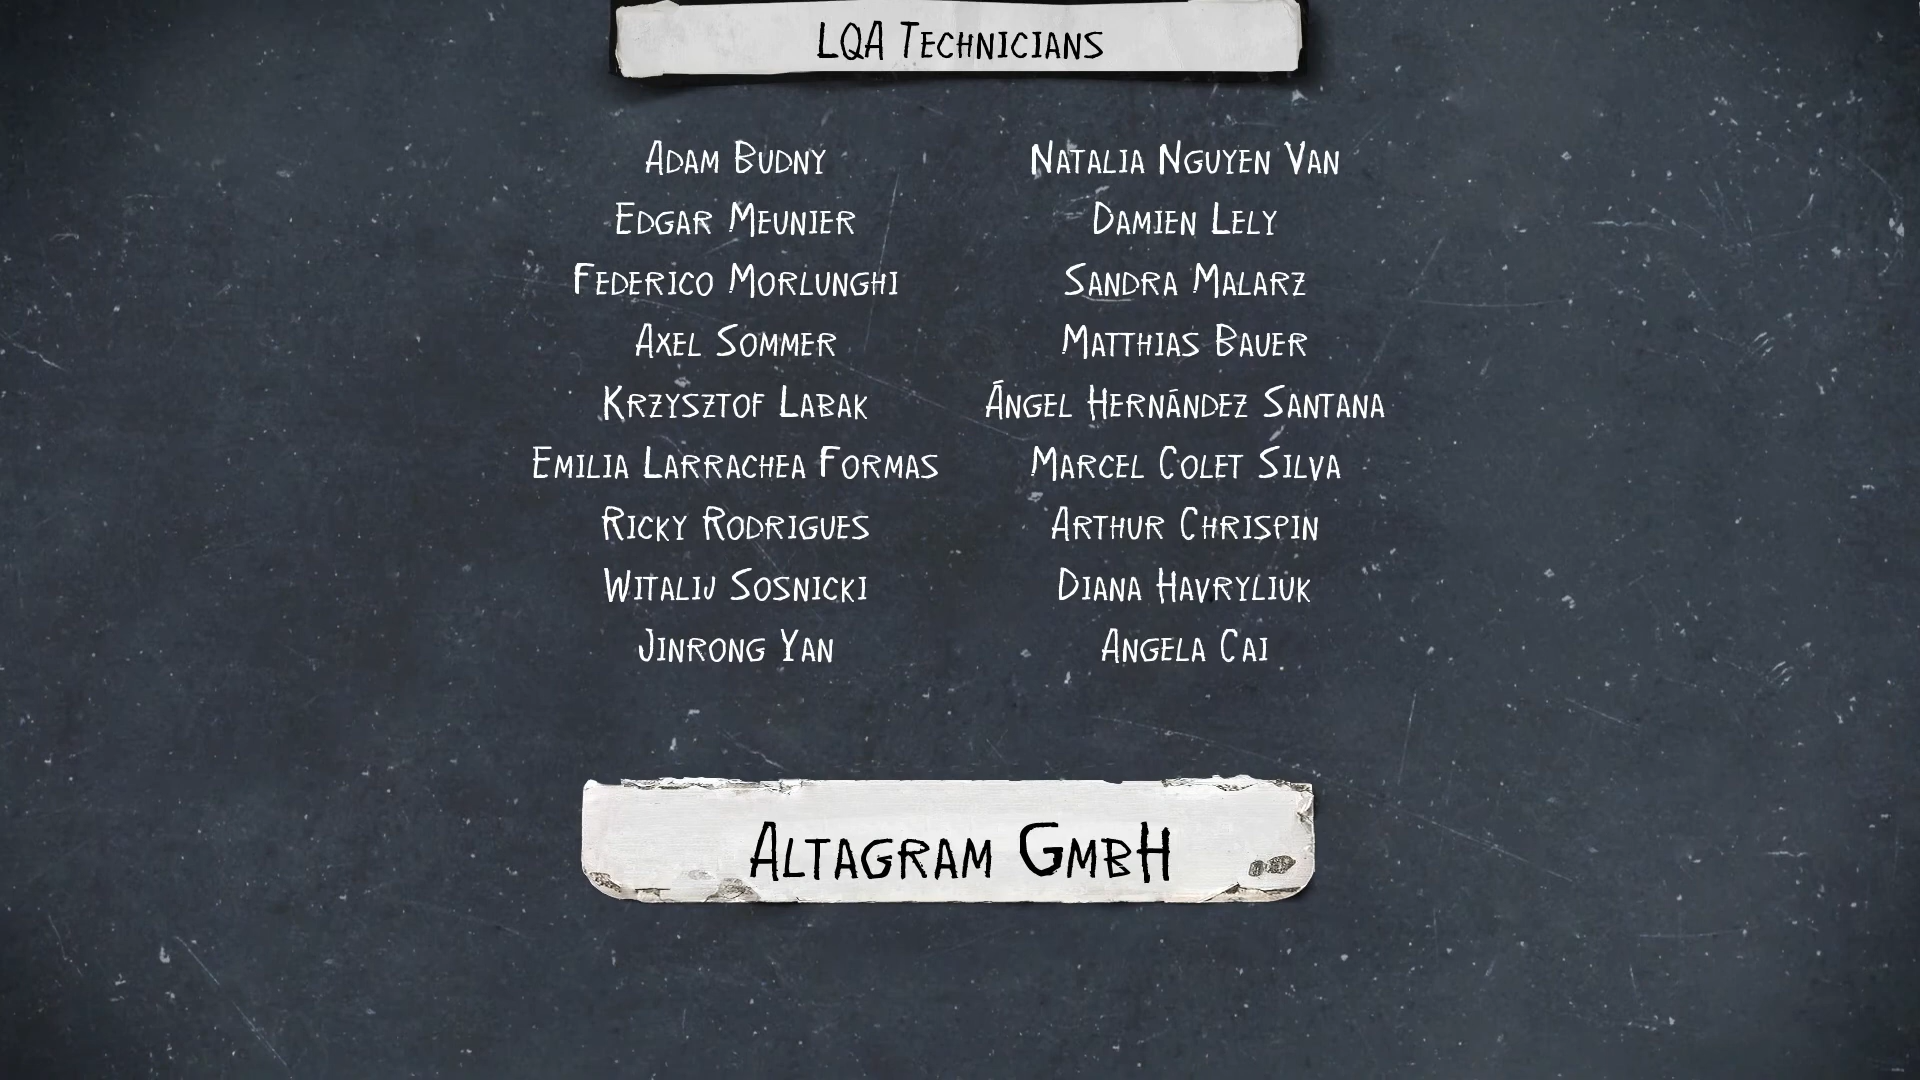 LQA Technicians
Adam Budny
Natalia Nguyen Van
Edgar Meunier
Damien Lely
Federico Morlunghi
Sandra Malarz
Axel Sommer
Matthias Bauer
Krzysztof Labak
Ángel Hernández Santana
Emilia Larrachea Formas
Marcel Colet Silva
Ricky Rodrigues
Arthur Chrispin
Witalij Sosnicki
Diana Havryliuk
Jinrong Yan
Angela Cai
Altagram GmbH